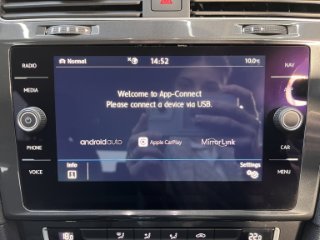 Normal 14:52 10.0°C
RADIO NAV
Welcome to App-Connect
Please connect a device via USB.
MEDIA
androidauto Apple CarPlay MirrorLink
PHONE CAR
Info Settings
VOICE MENU